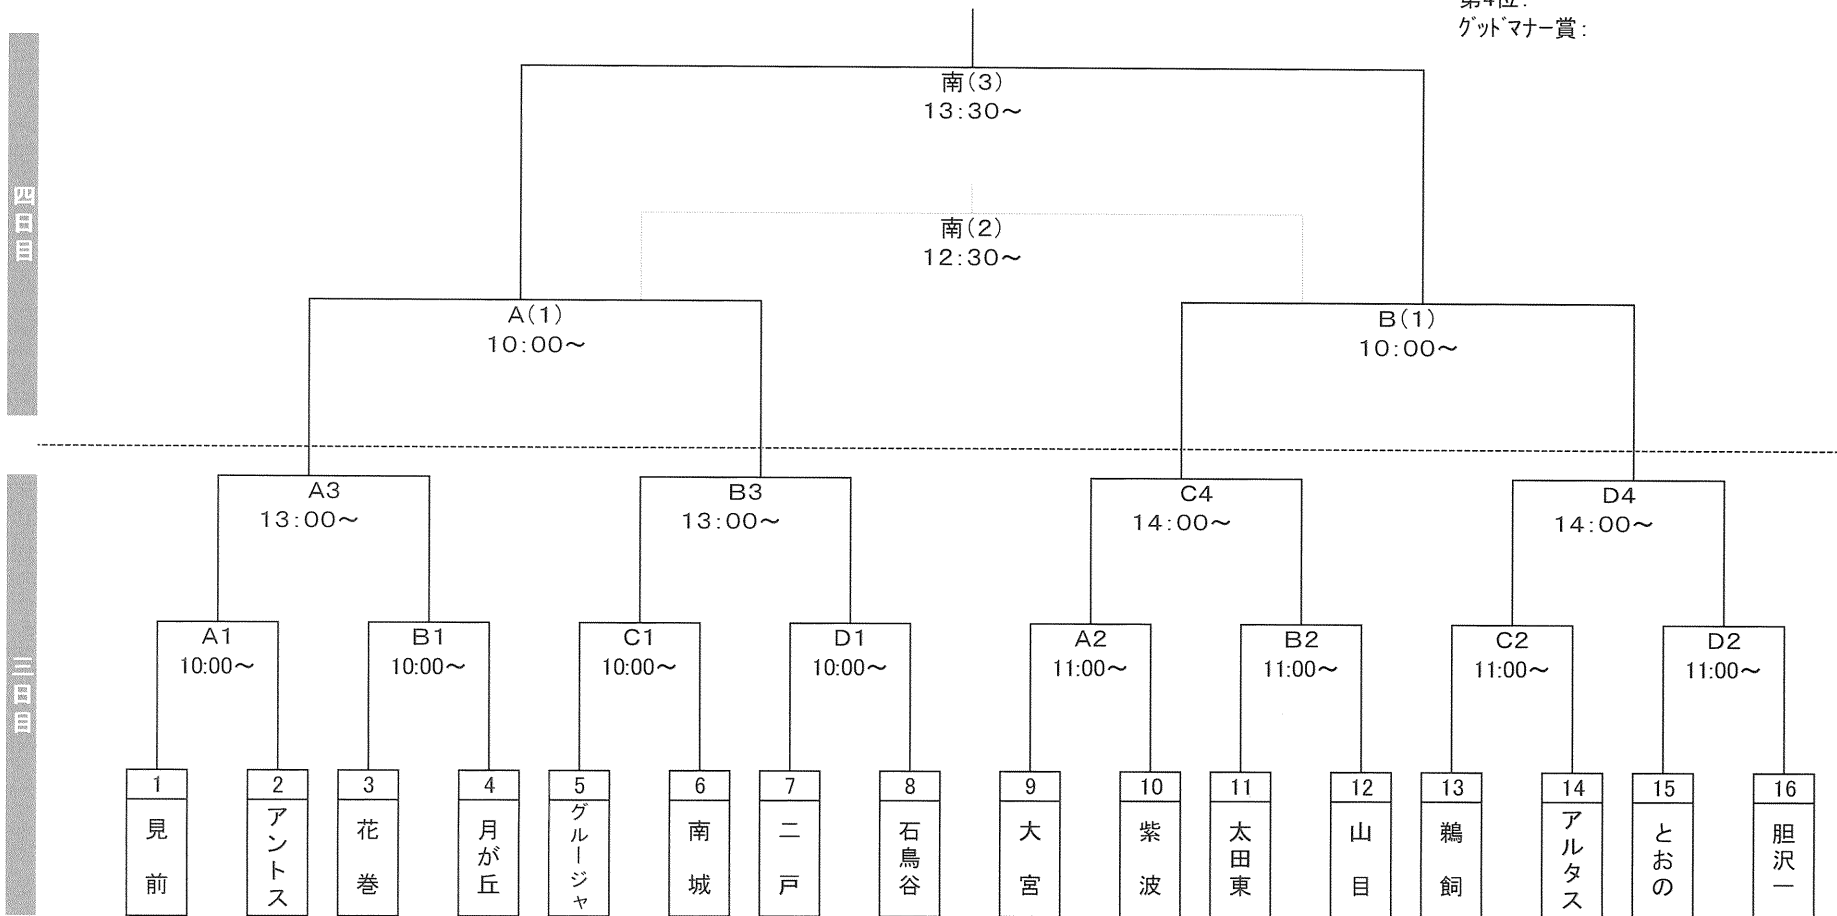 第4位:
グッドマナー賞:
南(3)
13:30～
四日目
南(2)
12:30～
A(1)
10:00～
B(1)
10:00～
A3
13:00～
B3
13:00～
C4
14:00～
D4
14:00～
三日目
A1
10:00～
B1
10:00～
C1
10:00～
D1
10:00～
A2
11:00～
B2
11:00～
C2
11:00～
D2
11:00～
1
見前
2
アントス
3
花巻
4
月が丘
5
グルージャ
6
南城
7
二戸
8
石鳥谷
9
大宮
10
紫波
11
太田東
12
山目
13
鵜飼
14
アルタス
15
とおの
16
胆沢一